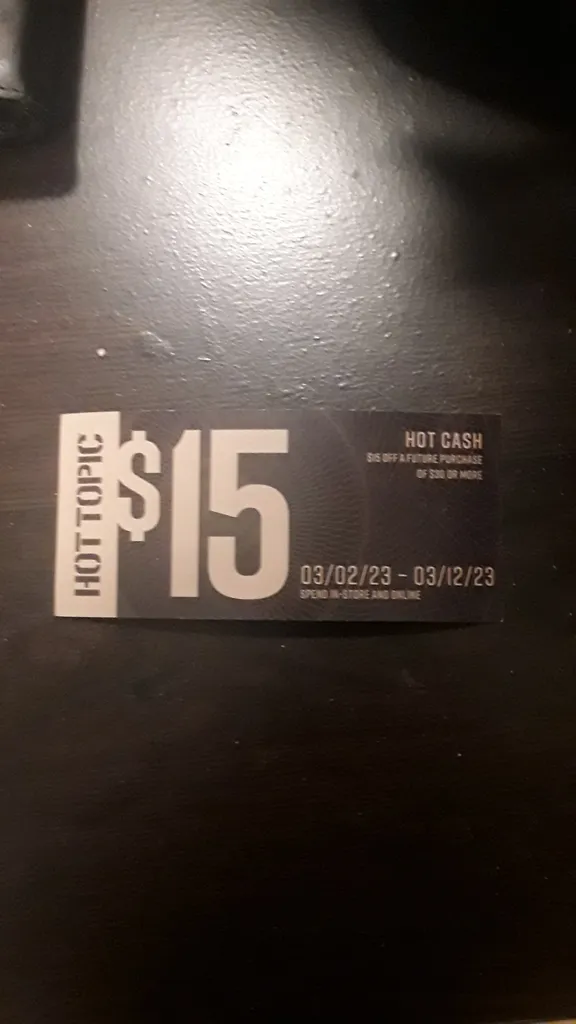 HOT TOPIC
$15
HOT CASH
$15 OFF A FUTURE PURCHASE
OF $30 OR MORE
03/02/23 - 03/12/23
SPEND IN-STORE AND ONLINE